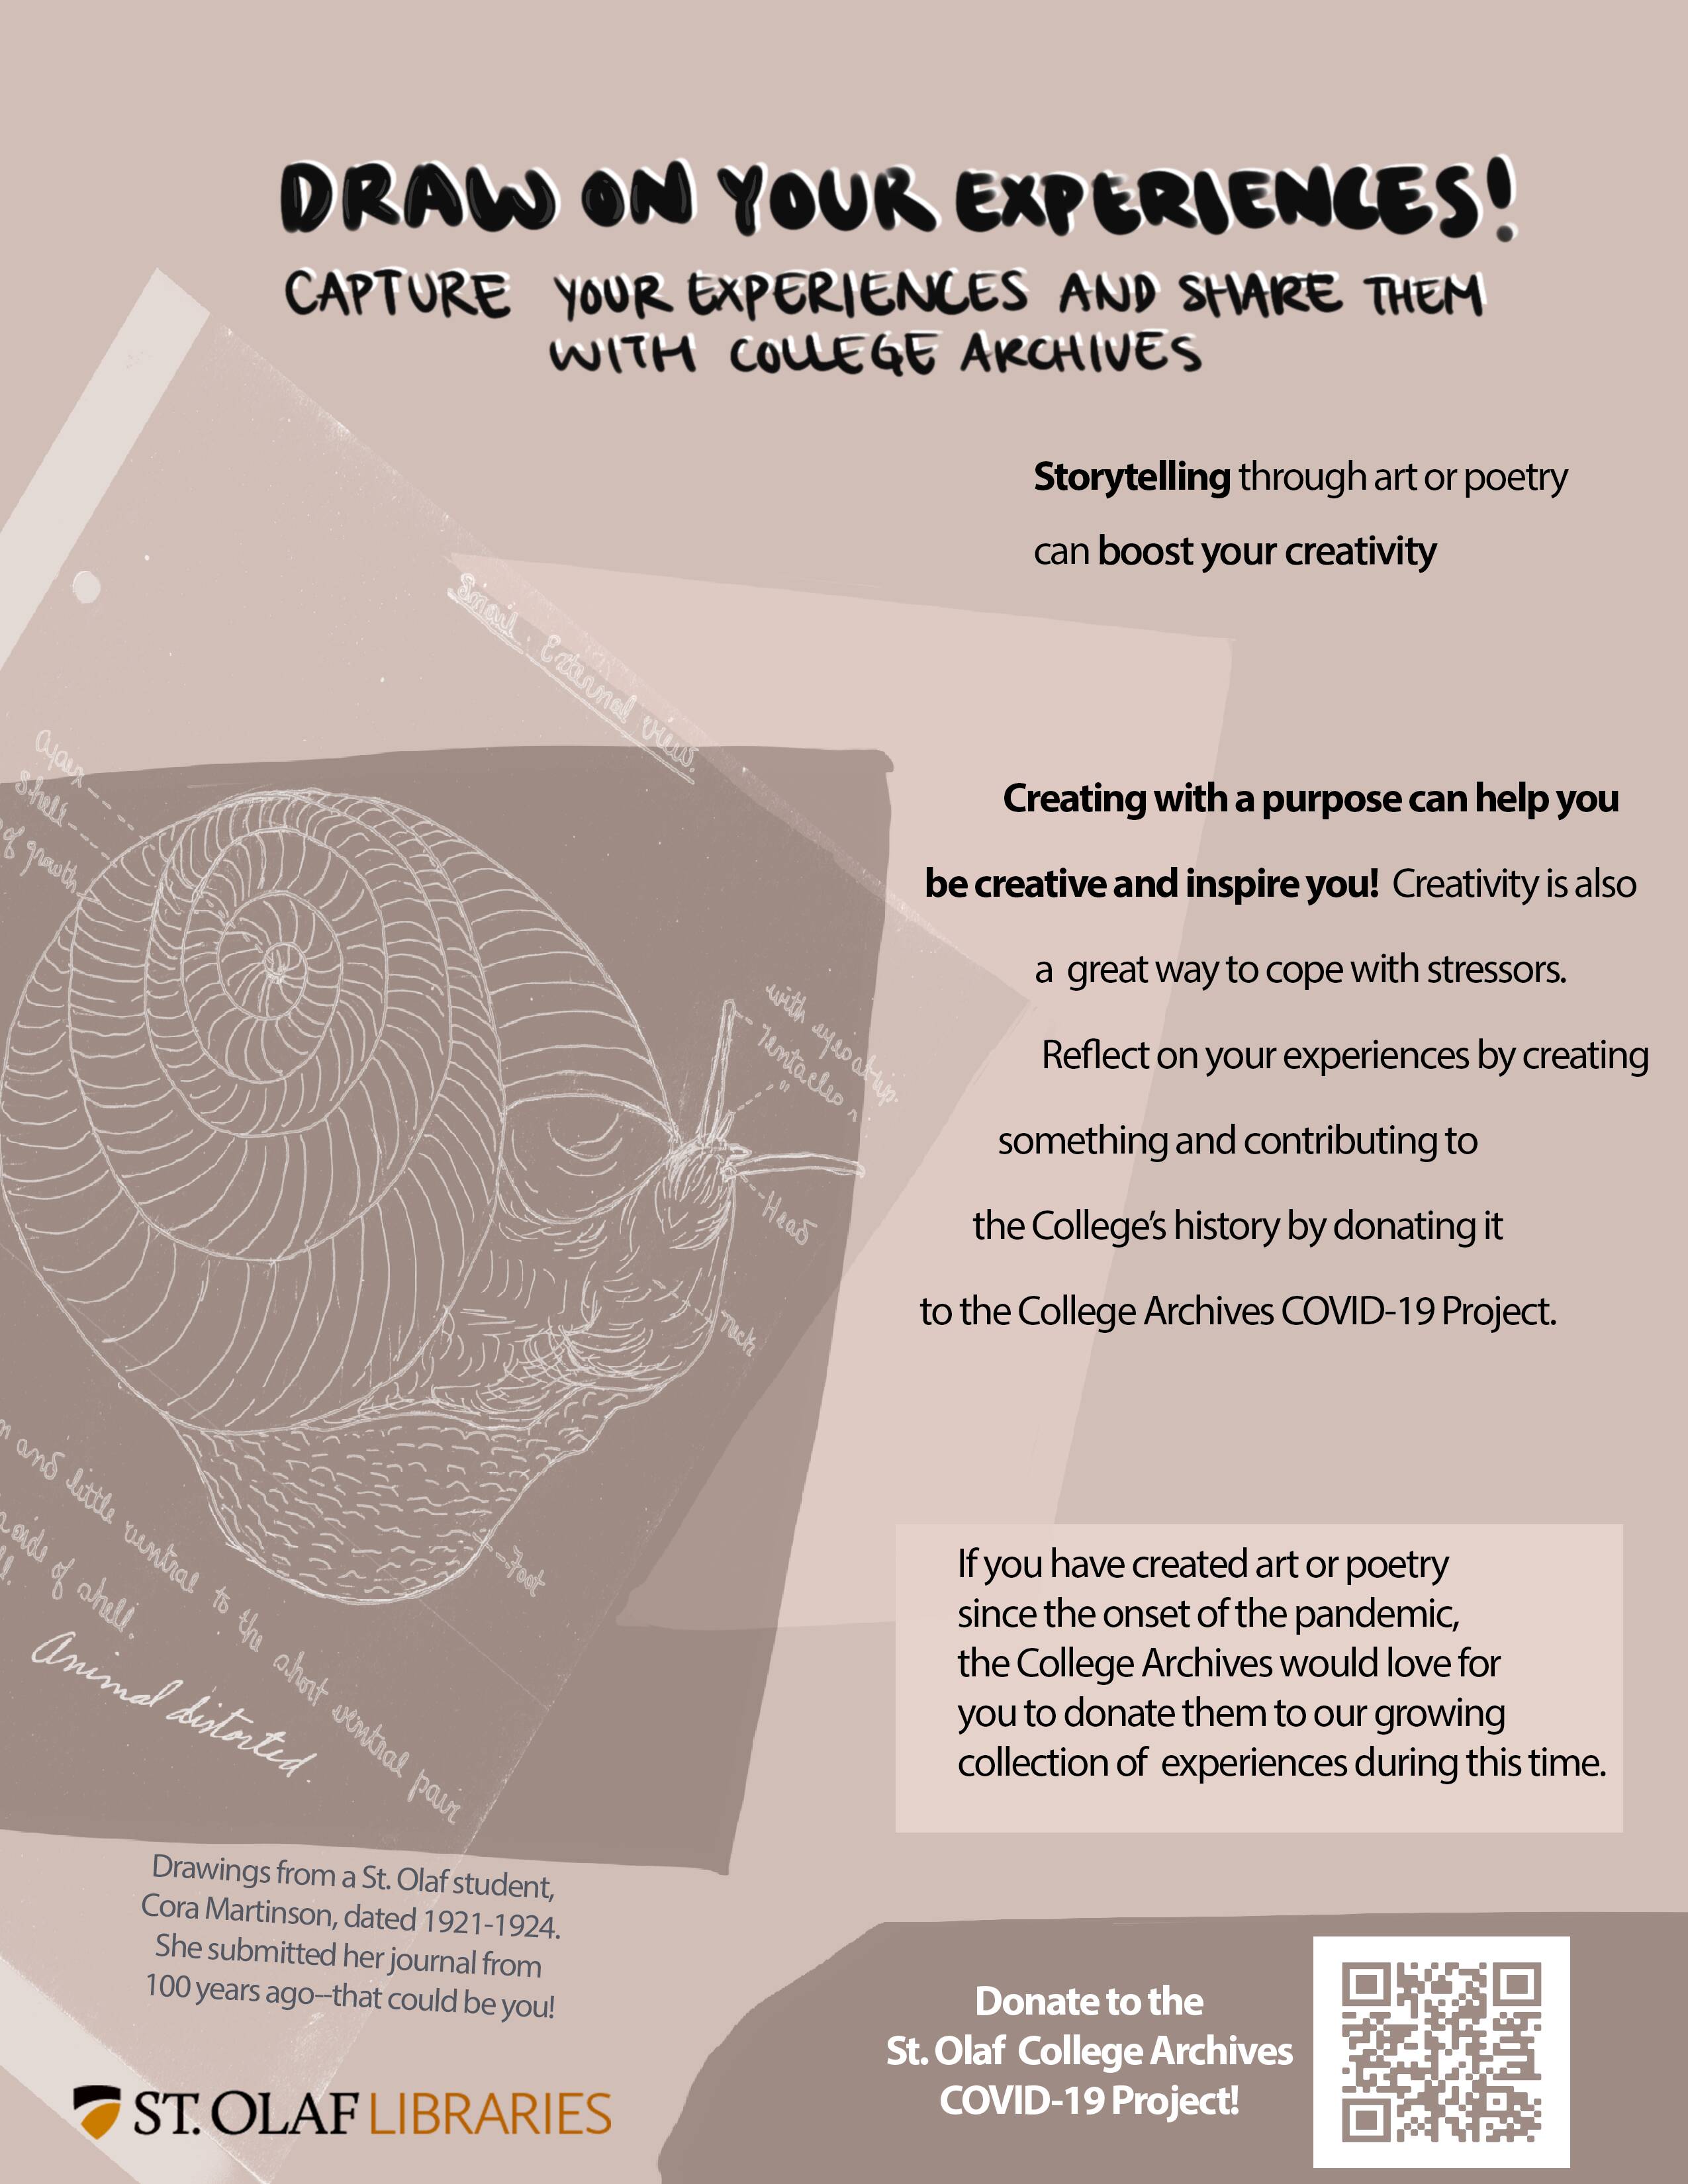 DRAW ON YOUR EXPERIENCES!
CAPTURE YOUR EXPERIENCES AND SHARE THEM
WITH COLLEGE ARCHIVES
Storytelling through art or poetry
can boost your creativity
Snail. External view.
Apex
Shell
of growth
with eye at tip.
Tentacles
"
Head
Foot
and little ventral to the short ventral pair
side of shell.
Animal distorted.
Creating with a purpose can help you
be creative and inspire you! Creativity is also
a great way to cope with stressors.
Reflect on your experiences by creating
something and contributing to
the College's history by donating it
to the College Archives COVID-19 Project.
If you have created art or poetry
since the onset of the pandemic,
the College Archives would love for
you to donate them to our growing
collection of experiences during this time.
Drawings from a St. Olaf student,
Cora Martinson, dated 1921-1924.
She submitted her journal from
100 years ago--that could be you!
Donate to the
St. Olaf College Archives
COVID-19 Project!
ST. OLAF LIBRARIES